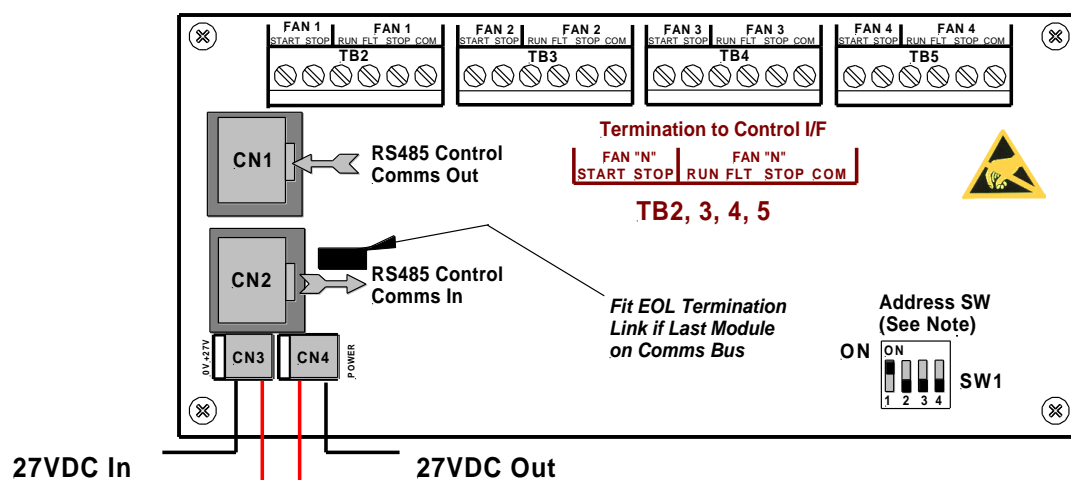 FAN 1 FAN 1 FAN 2 FAN 2 FAN 3 FAN 3 FAN 4 FAN 4
START STOP RUN FLT STOP COM START STOP RUN FLT STOP COM START STOP RUN FLT STOP COM START STOP RUN FLT STOP COM
TB2 TB3 TB4 TB5
Termination to Control I/F
FAN "N" FAN "N"
START STOP RUN FLT STOP COM
TB2, 3, 4, 5
CN1
RS485 Control
Comms Out
CN2
RS485 Control
Comms In
Fit EOL Termination
Link if Last Module
on Comms Bus
Address SW
(See Note)
ON
ON
SW1
1 2 3 4
0V +27V
CN3
CN4
POWER
27VDC In
27VDC Out